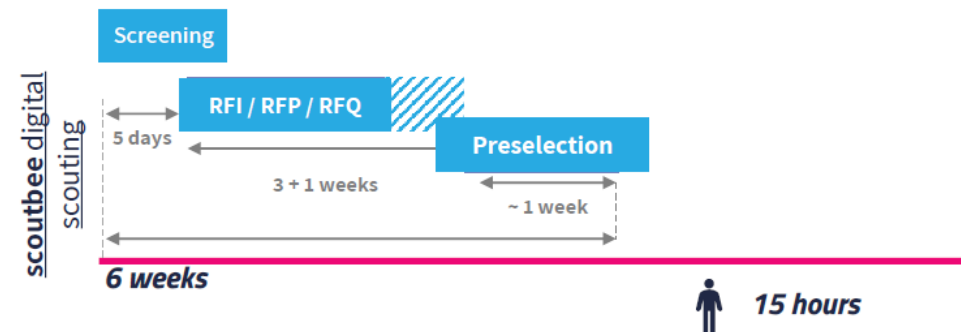 Screening
scoutbee digital
scouting
RFI / RFP / RFQ
5 days
Preselection
3 + 1 weeks
~ 1 week
6 weeks
15 hours